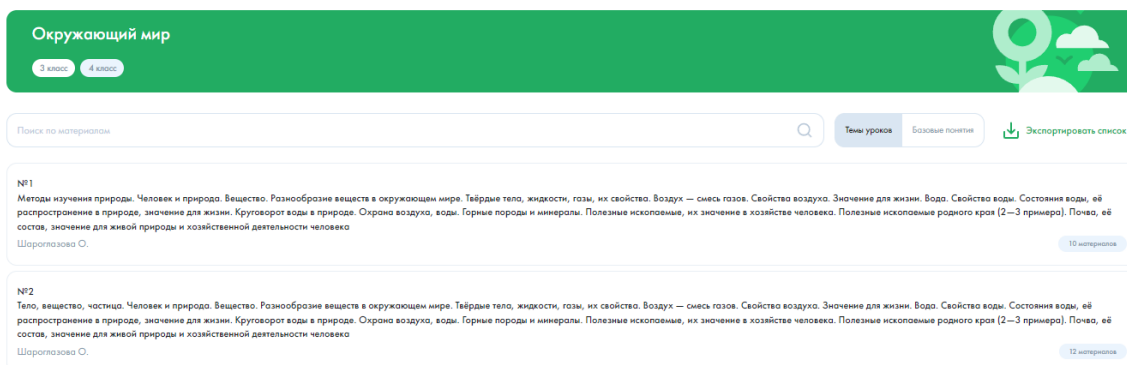 Окружающий мир
3 класс
4 класс
Поиск по материалам
Темы уроков
Базовые понятия
Экспортировать список
№1
Методы изучения природы. Человек и природа. Вещество. Разнообразие веществ в окружающем мире. Твёрдые тела, жидкости, газы, их свойства. Воздух — смесь газов. Свойства воздуха. Значение для жизни. Вода. Свойства воды. Состояния воды, её
распространение в природе, значение для жизни. Круговорот воды в природе. Охрана воздуха, воды. Горные породы и минералы. Полезные ископаемые, их значение в хозяйстве человека. Полезные ископаемые родного края (2—3 примера). Почва, её
состав, значение для живой природы и хозяйственной деятельности человека
Шароглазова О.
10 материалов
№2
Тело, вещество, частица. Человек и природа. Вещество. Разнообразие веществ в окружающем мире. Твёрдые тела, жидкости, газы, их свойства. Воздух — смесь газов. Свойства воздуха. Значение для жизни. Вода. Свойства воды. Состояния воды, её
распространение в природе, значение для жизни. Круговорот воды в природе. Охрана воздуха, воды. Горные породы и минералы. Полезные ископаемые, их значение в хозяйстве человека. Полезные ископаемые родного края (2—3 примера). Почва, её
состав, значение для живой природы и хозяйственной деятельности человека
Шароглазова О.
12 материалов